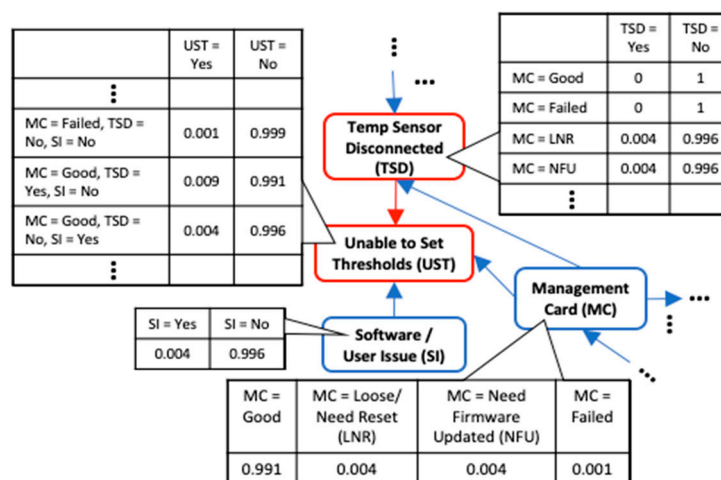 UST = Yes UST = No
MC = Failed, TSD = No, SI = No 0.001 0.999
MC = Good, TSD = Yes, SI = No 0.009 0.991
MC = Good, TSD = No, SI = Yes 0.004 0.996
TSD = Yes TSD = No
MC = Good 0 1
MC = Failed 0 1
MC = LNR 0.004 0.996
MC = NFU 0.004 0.996
Temp Sensor
Disconnected
(TSD)
Unable to Set
Thresholds (UST)
Management
Card (MC)
SI = Yes SI = No
0.004 0.996
Software /
User Issue (SI)
MC = Good MC = Loose/ Need Reset (LNR) MC = Need Firmware Updated (NFU) MC = Failed
0.991 0.004 0.004 0.001